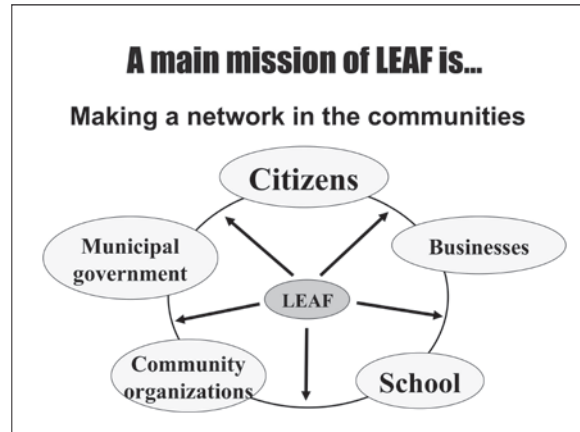 A main mission of LEAF is...
Making a network in the communities
Citizens
Municipal
government
Businesses
LEAF
Community
organizations
School